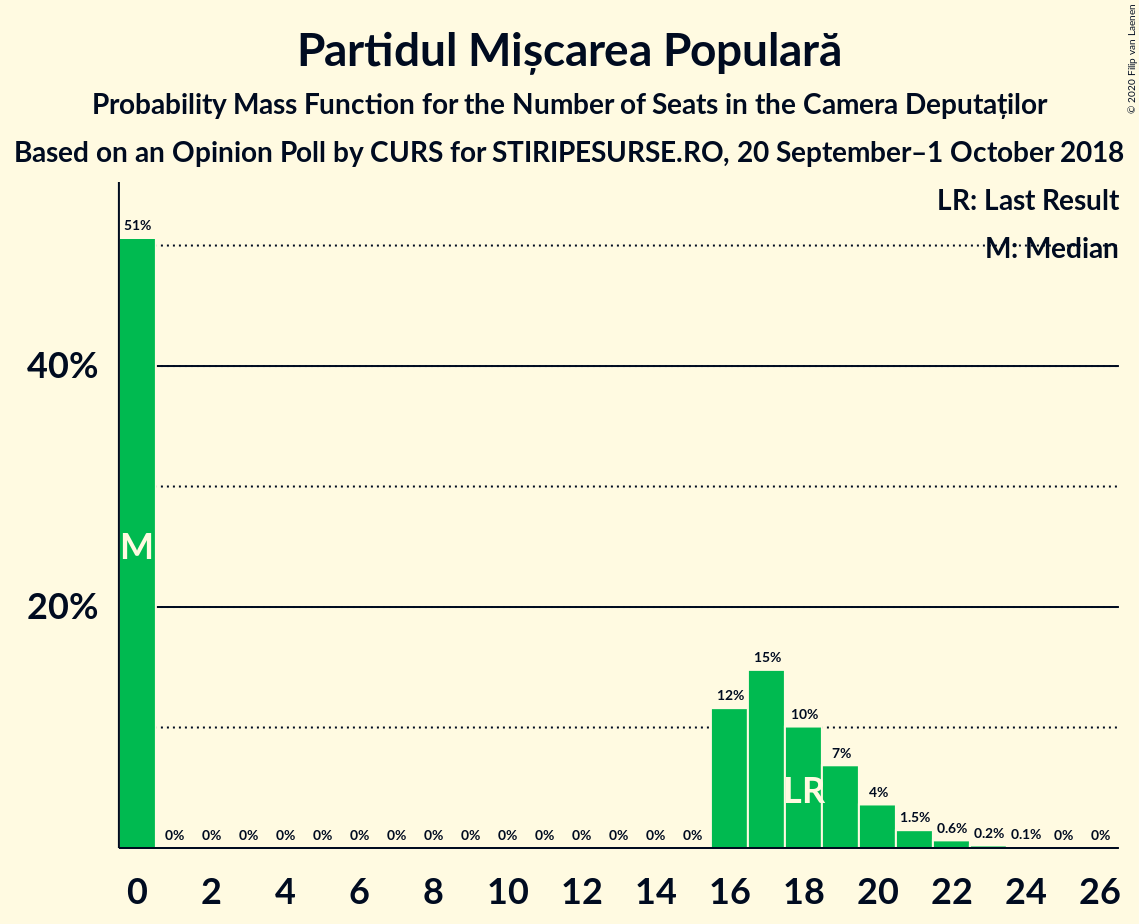 Partidul Mișcarea Populară
Probability Mass Function for the Number of Seats in the Camera Deputaților
Based on an Opinion Poll by CURS for STIRIPESURSE.RO, 20 September–1 October 2018
© 2020 Filip van Laenen
LR: Last Result
M: Median
51%
40%
M
20%
15%
12%
10%
7%
LR
4%
1.5%
0.6%
0.2%
0.1%
0% 0% 0% 0% 0% 0% 0% 0% 0% 0% 0% 0% 0% 0% 0% 0% 0%
0 2 4 6 8 10 12 14 16 18 20 22 24 26